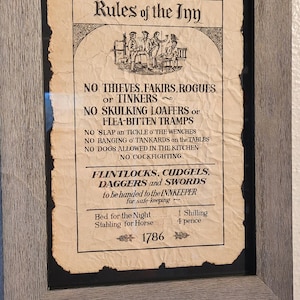 Rules of the Inn
NO THIEVES, FAKIRS, ROGUES
or TINKERS
NO SKULKING LOAFERS or
FLEA-BITTEN TRAMPS
NO SLAP an' TICKLE o' THE WENCHES
NO BANGING o' TANKARDS on the TABLES
NO DOGS ALLOWED IN THE KITCHEN
NO COCKFIGHTING
FLINTLOCKS, CUDGELS,
DAGGERS and SWORDS
to be handed to the INNKEEPER
for safe keeping
Bed for the Night 1 Shilling
Stabling for Horse 4 pence
1786